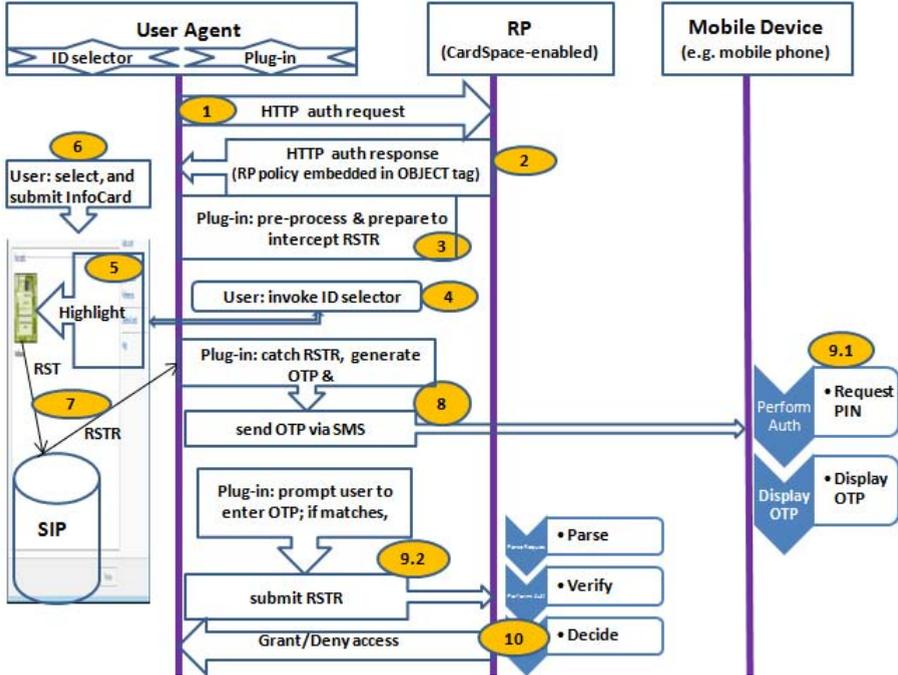 User Agent
ID selector
Plug-in
RP
(CardSpace-enabled)
Mobile Device
(e.g. mobile phone)
1
HTTP auth request
6
User: select, and
submit InfoCard
HTTP auth response
(RP policy embedded in OBJECT tag)
2
Plug-in: pre-process & prepare to
intercept RSTR
3
5
Highlight
User: invoke ID selector
4
RST
7
RSTR
SIP
Plug-in: catch RSTR, generate
OTP &
8
send OTP via SMS
9.1
Perform
Auth
• Request
PIN
Display
OTP
• Display
OTP
Plug-in: prompt user to
enter OTP; if matches,
9.2
submit RSTR
• Parse
• Verify
Grant/Deny access
10
• Decide